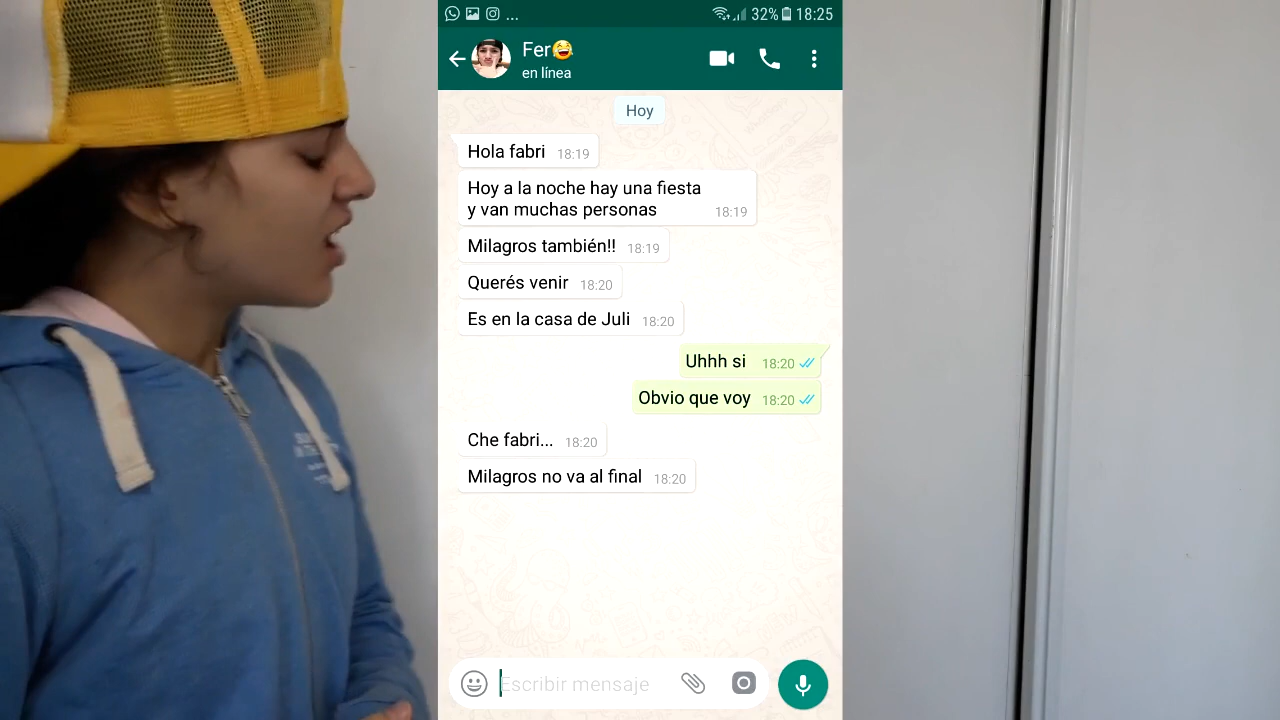 ... 32% 18:25
Fer😂
en línea
Hoy
Hola fabri 18:19
Hoy a la noche hay una fiesta
y van muchas personas 18:19
Milagros también!! 18:19
Querés venir 18:20
Es en la casa de Juli 18:20
Uhhh si 18:20
Obvio que voy 18:20
Che fabri... 18:20
Milagros no va al final 18:20
Escribir mensaje